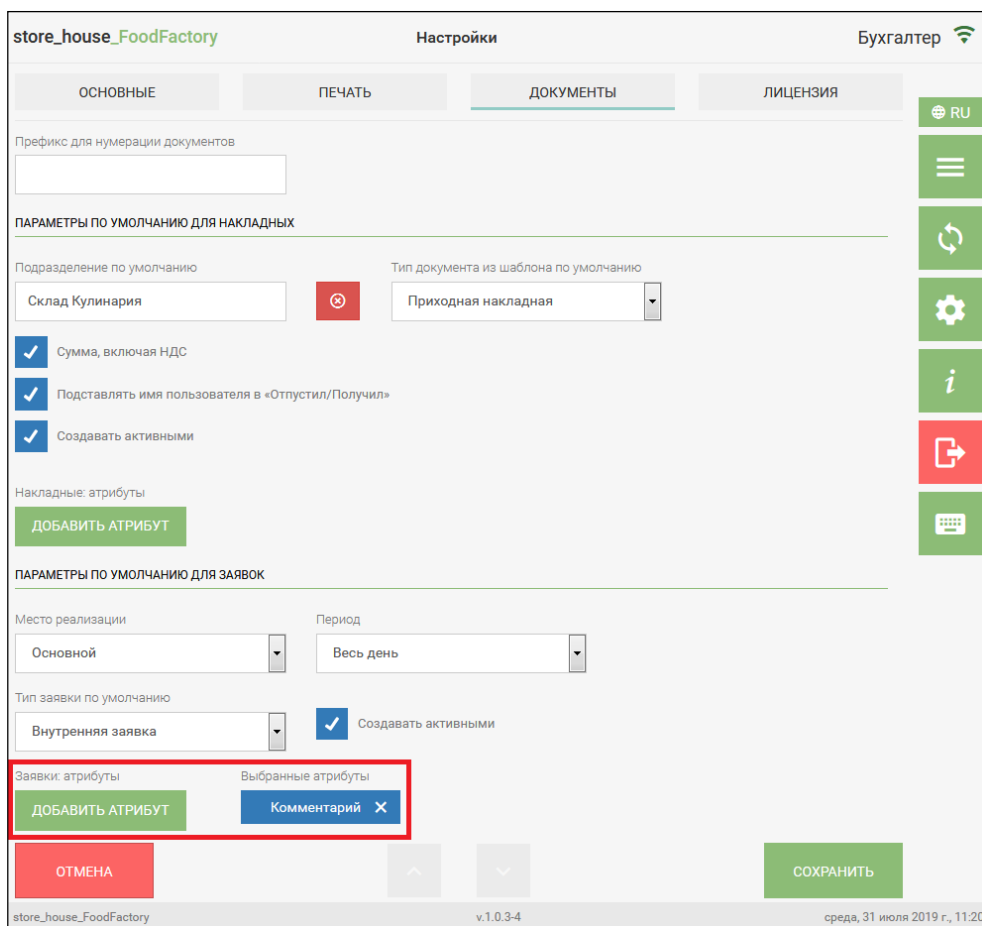 store_house_FoodFactory Настройки Бухгалтер
ОСНОВНЫЕ ПЕЧАТЬ ДОКУМЕНТЫ ЛИЦЕНЗИЯ
RU
Префикс для нумерации документов
ПАРАМЕТРЫ ПО УМОЛЧАНИЮ ДЛЯ НАКЛАДНЫХ
Подразделение по умолчанию Тип документа из шаблона по умолчанию
Склад Кулинария Приходная накладная
Сумма, включая НДС
Подставлять имя пользователя в «Отпустил/Получил»
Создавать активными
Накладные: атрибуты
ДОБАВИТЬ АТРИБУТ
ПАРАМЕТРЫ ПО УМОЛЧАНИЮ ДЛЯ ЗАЯВОК
Место реализации Период
Основной Весь день
Тип заявки по умолчанию
Внутренняя заявка Создавать активными
Заявки: атрибуты Выбранные атрибуты
ДОБАВИТЬ АТРИБУТ Комментарий
ОТМЕНА СОХРАНИТЬ
store_house_FoodFactory v.1.0.3-4 среда, 31 июля 2019 г., 11:20